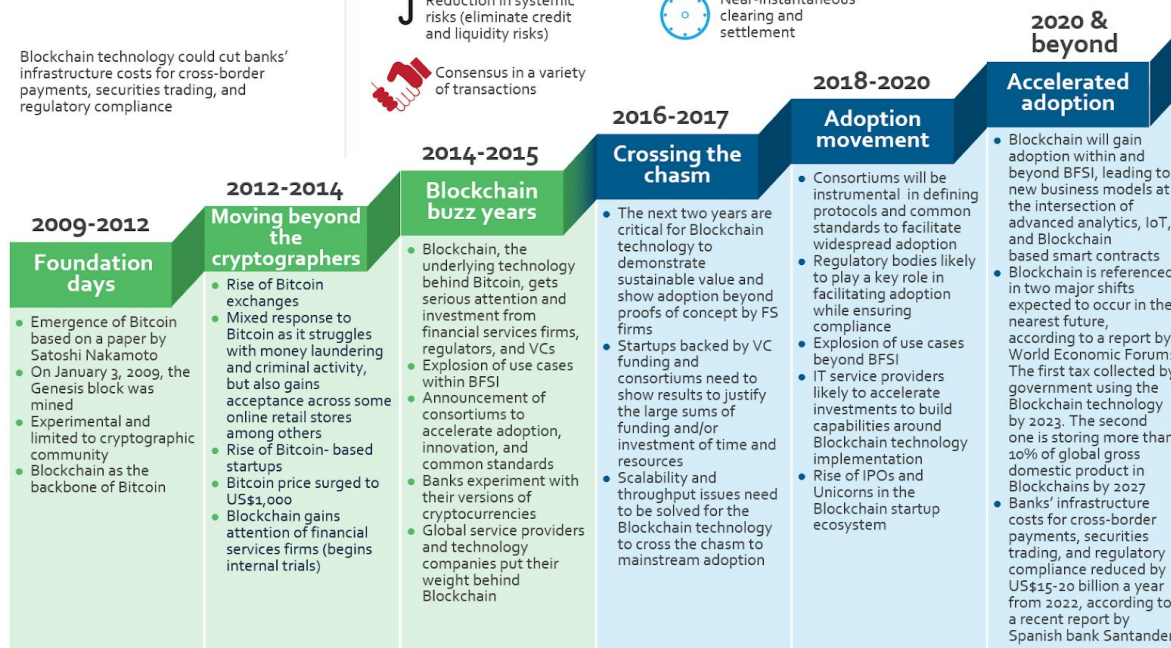 Reduction in systemic
risks (eliminate credit
and liquidity risks)
Near-instantaneous
clearing and
settlement
Blockchain technology could cut banks'
infrastructure costs for cross-border
payments, securities trading, and
regulatory compliance
Consensus in a variety
of transactions
2009-2012
Foundation
days
• Emergence of Bitcoin
based on a paper by
Satoshi Nakamoto
• On January 3, 2009, the
Genesis block was
mined
• Experimental and
limited to cryptographic
community
• Blockchain as the
backbone of Bitcoin
2012-2014
Moving beyond
the
cryptographers
• Rise of Bitcoin
exchanges
• Mixed response to
Bitcoin as it struggles
with money laundering
and criminal activity,
but also gains
acceptance across some
online retail stores
among others
• Rise of Bitcoin- based
startups
• Bitcoin price surged to
US$1,000
• Blockchain gains
attention of financial
services firms (begins
internal trials)
2014-2015
Blockchain
buzz years
• Blockchain, the
underlying technology
behind Bitcoin, gets
serious attention and
investment from
financial services firms,
regulators, and VCs
• Explosion of use cases
within BFSI
• Announcement of
consortiums to
accelerate adoption,
innovation, and
common standards
• Banks experiment with
their versions of
cryptocurrencies
• Global service providers
and technology
companies put their
weight behind
Blockchain
2016-2017
Crossing the
chasm
• The next two years are
critical for Blockchain
technology to
demonstrate
sustainable value and
show adoption beyond
proofs of concept by FS
firms
• Startups backed by VC
funding and
consortiums need to
show results to justify
the large sums of
funding and/or
investment of time and
resources
• Scalability and
throughput issues need
to be solved for the
Blockchain technology
to cross the chasm to
mainstream adoption
2018-2020
Adoption
movement
• Consortiums will be
instrumental in defining
protocols and common
standards to facilitate
widespread adoption
• Regulatory bodies likely
to play a key role in
facilitating adoption
while ensuring
compliance
• Explosion of use cases
beyond BFSI
• IT service providers
likely to accelerate
investments to build
capabilities around
Blockchain technology
implementation
• Rise of IPOs and
Unicorns in the
Blockchain startup
ecosystem
2020 &
beyond
Accelerated
adoption
• Blockchain will gain
adoption within and
beyond BFSI, leading to
new business models at
the intersection of
advanced analytics, IoT,
and Blockchain
based smart contracts
• Blockchain is referenced
in two major shifts
expected to occur in the
nearest future,
according to a report by
World Economic Forum:
The first tax collected by
government using the
Blockchain technology
by 2023. The second
one is storing more than
10% of global gross
domestic product in
Blockchains by 2027
• Banks' infrastructure
costs for cross-border
payments, securities
trading, and regulatory
compliance reduced by
US$15-20 billion a year
from 2022, according to
a recent report by
Spanish bank Santander